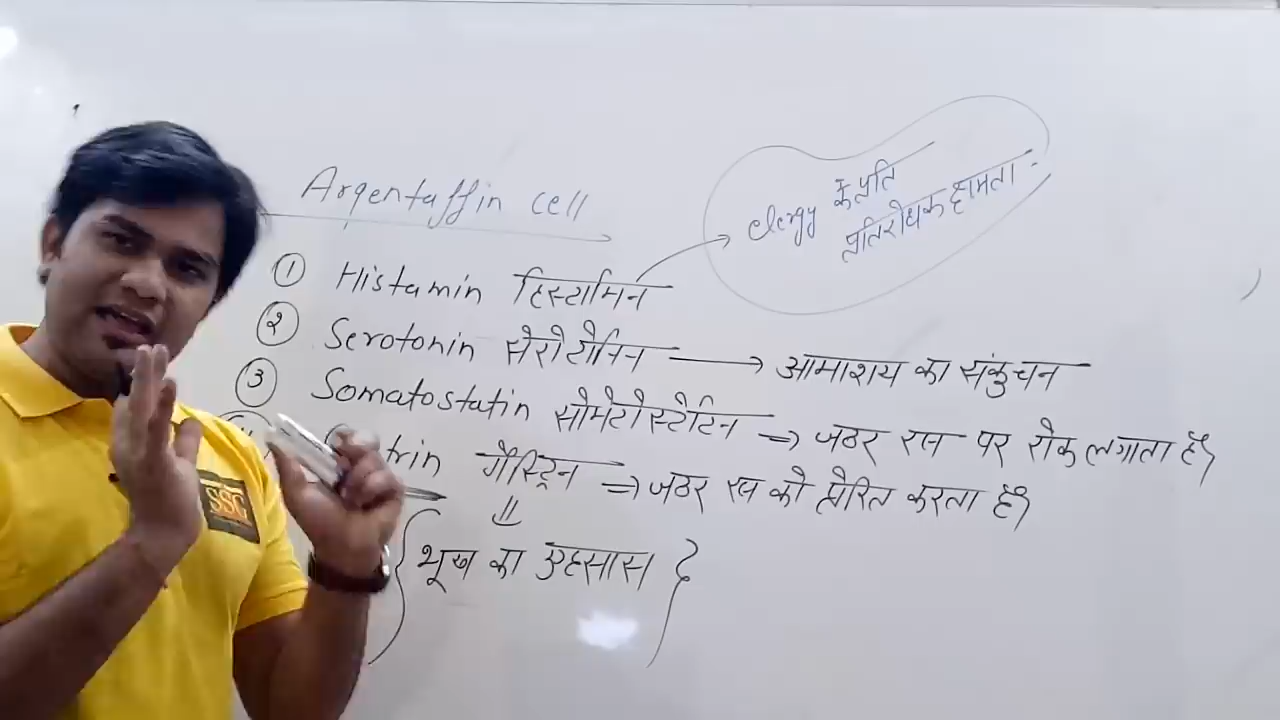 Argentaffin cell
elergy के प्रति
प्रतिरोधक क्षमता
① Histamin हिस्टामिन
② Serotonin सेरोटोनिन → आमाशय का संकुचन
③ Somatostatin सोमेटोस्टेटिन ⇒ जठर रस पर रोक लगाता है।
trin गैस्ट्रिन ⇒ जठर रस को प्रेरित करता है।
{ भूख का एहसास }
SSG